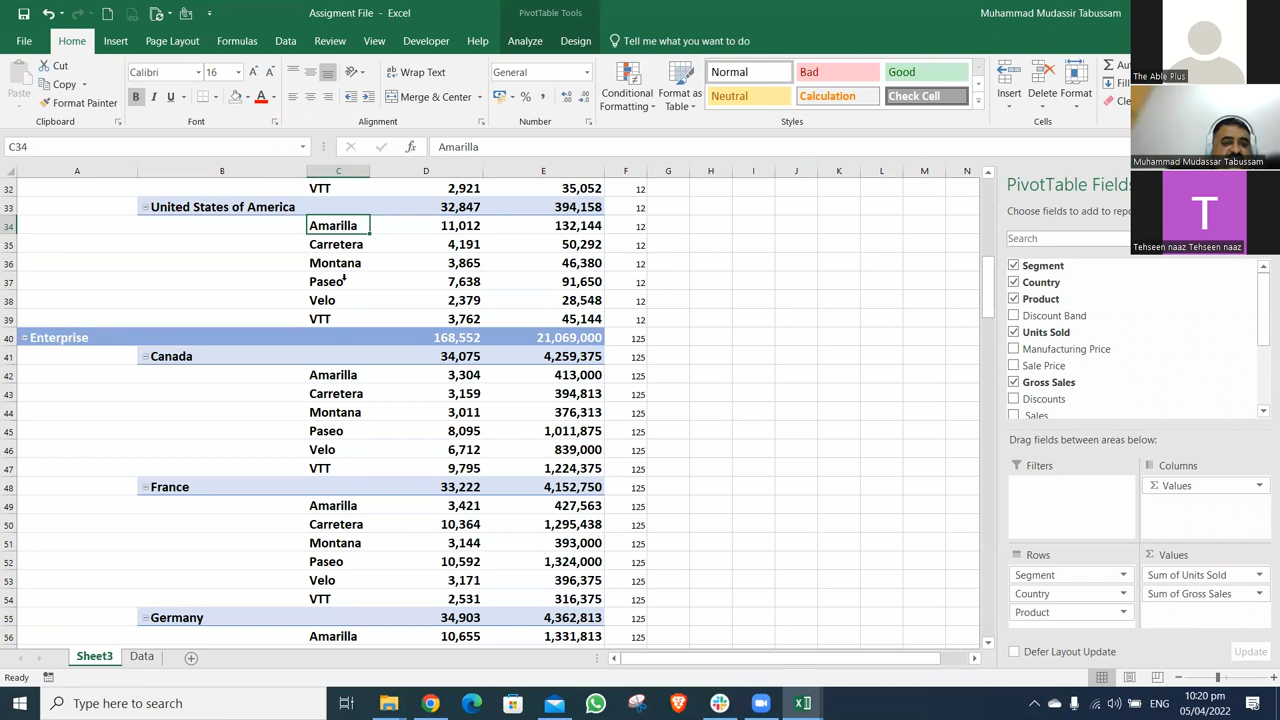 Assigment File - Excel
PivotTable Tools
Muhammad Mudassir Tabussam
File Home Insert Page Layout Formulas Data Review View Developer Help Analyze Design Tell me what you want to do
Paste
Cut
Copy
Format Painter
Clipboard
Calibri 16
B I U A
Font
Wrap Text
Merge & Center
Alignment
General
% ,
Number
Conditional Formatting
Format as Table
Normal Bad Good
Neutral Calculation Check Cell
Styles
Insert Delete Format
Cells
C34 fx Amarilla
A B C D E F G H I J K L M N
32 VTT 2,921 35,052 12
33 United States of America 32,847 394,158 12
34 Amarilla 11,012 132,144 12
35 Carretera 4,191 50,292 12
36 Montana 3,865 46,380 12
37 Paseo 7,638 91,650 12
38 Velo 2,379 28,548 12
39 VTT 3,762 45,144 12
40 Enterprise 168,552 21,069,000 125
41 Canada 34,075 4,259,375 125
42 Amarilla 3,304 413,000 125
43 Carretera 3,159 394,813 125
44 Montana 3,011 376,313 125
45 Paseo 8,095 1,011,875 125
46 Velo 6,712 839,000 125
47 VTT 9,795 1,224,375 125
48 France 33,222 4,152,750 125
49 Amarilla 3,421 427,563 125
50 Carretera 10,364 1,295,438 125
51 Montana 3,144 393,000 125
52 Paseo 10,592 1,324,000 125
53 Velo 3,171 396,375 125
54 VTT 2,531 316,375 125
55 Germany 34,903 4,362,813 125
56 Amarilla 10,655 1,331,813 125
Sheet3 Data
Ready
The Able Plus
Muhammad Mudassar Tabussam
T
Tehseen naaz Tehseen naaz
PivotTable Fields
Choose fields to add to
Search
Segment
Country
Product
Discount Band
Units Sold
Manufacturing Price
Sale Price
Gross Sales
Discounts
Sales
Drag fields between areas below:
Filters
Columns
Values
Rows
Segment
Country
Product
Values
Sum of Units Sold
Sum of Gross Sales
Defer Layout Update
Update
Type here to search
ENG
10:20 pm
05/04/2022